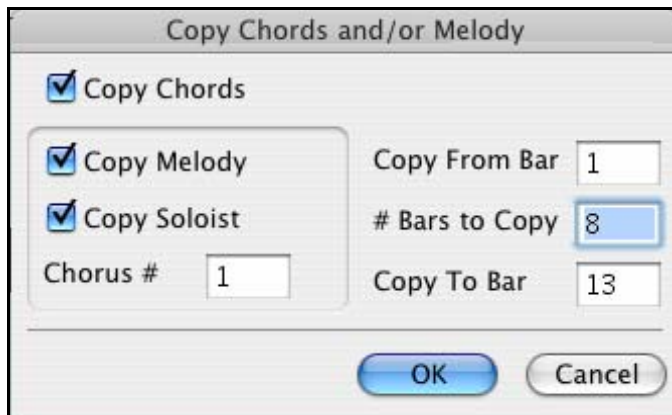 Copy Chords and/or Melody
Copy Chords
Copy Melody
Copy Soloist
Chorus # 1
Copy From Bar 1
# Bars to Copy 8
Copy To Bar 13
OK
Cancel